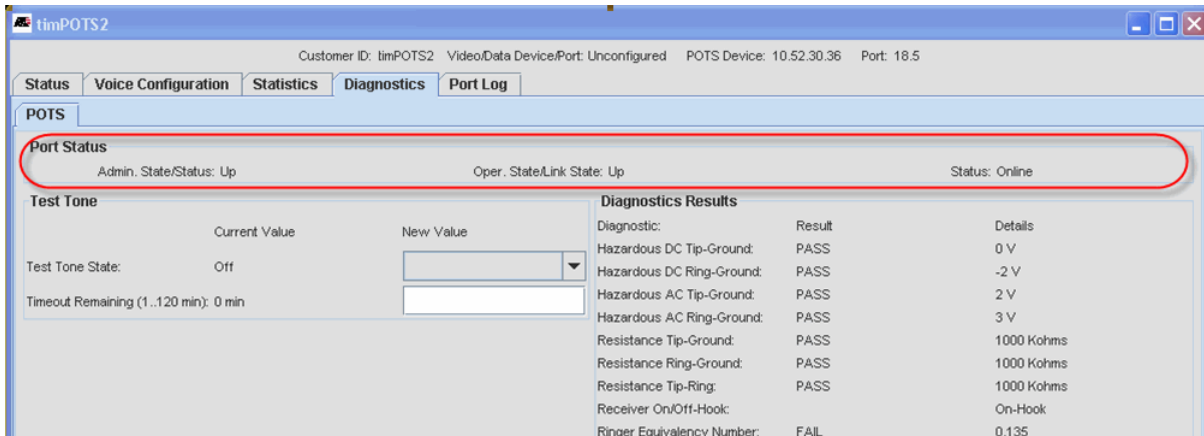 timPOTS2
Customer ID: timPOTS2 Video/Data Device/Port: Unconfigured POTS Device: 10.52.30.36 Port: 18.5
Status Voice Configuration Statistics Diagnostics Port Log
POTS
Port Status
Admin. State/Status: Up Oper. State/Link State: Up Status: Online
Test Tone
Current Value New Value
Test Tone State: Off
Timeout Remaining (1..120 min): 0 min
Diagnostics Results
Diagnostic: Result Details
Hazardous DC Tip-Ground: PASS 0 V
Hazardous DC Ring-Ground: PASS -2 V
Hazardous AC Tip-Ground: PASS 2 V
Hazardous AC Ring-Ground: PASS 3 V
Resistance Tip-Ground: PASS 1000 Kohms
Resistance Ring-Ground: PASS 1000 Kohms
Resistance Tip-Ring: PASS 1000 Kohms
Receiver On/Off-Hook: On-Hook
Ringer Equivalency Number: FAIL 0.135